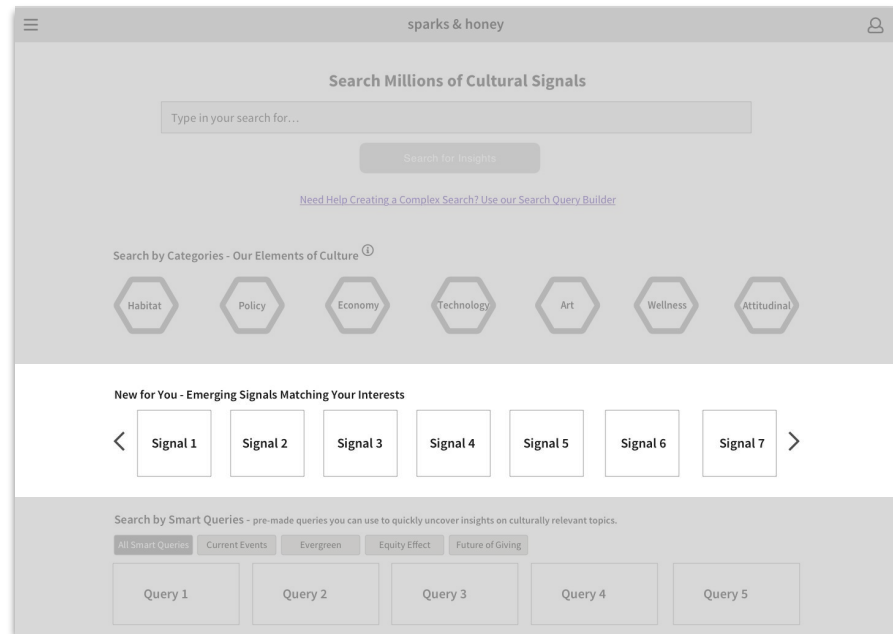 sparks & honey
Search Millions of Cultural Signals
Type in your search for...
Search for Insights
Need Help Creating a Complex Search? Use our Search Query Builder
Search by Categories - Our Elements of Culture i
Habitat Policy Economy Technology Art Wellness Attitudinal
New for You - Emerging Signals Matching Your Interests
Signal 1 Signal 2 Signal 3 Signal 4 Signal 5 Signal 6 Signal 7
Search by Smart Queries - pre-made queries you can use to quickly uncover insights on culturally relevant topics.
All Smart Queries Current Events Evergreen Equity Effect Future of Giving
Query 1 Query 2 Query 3 Query 4 Query 5